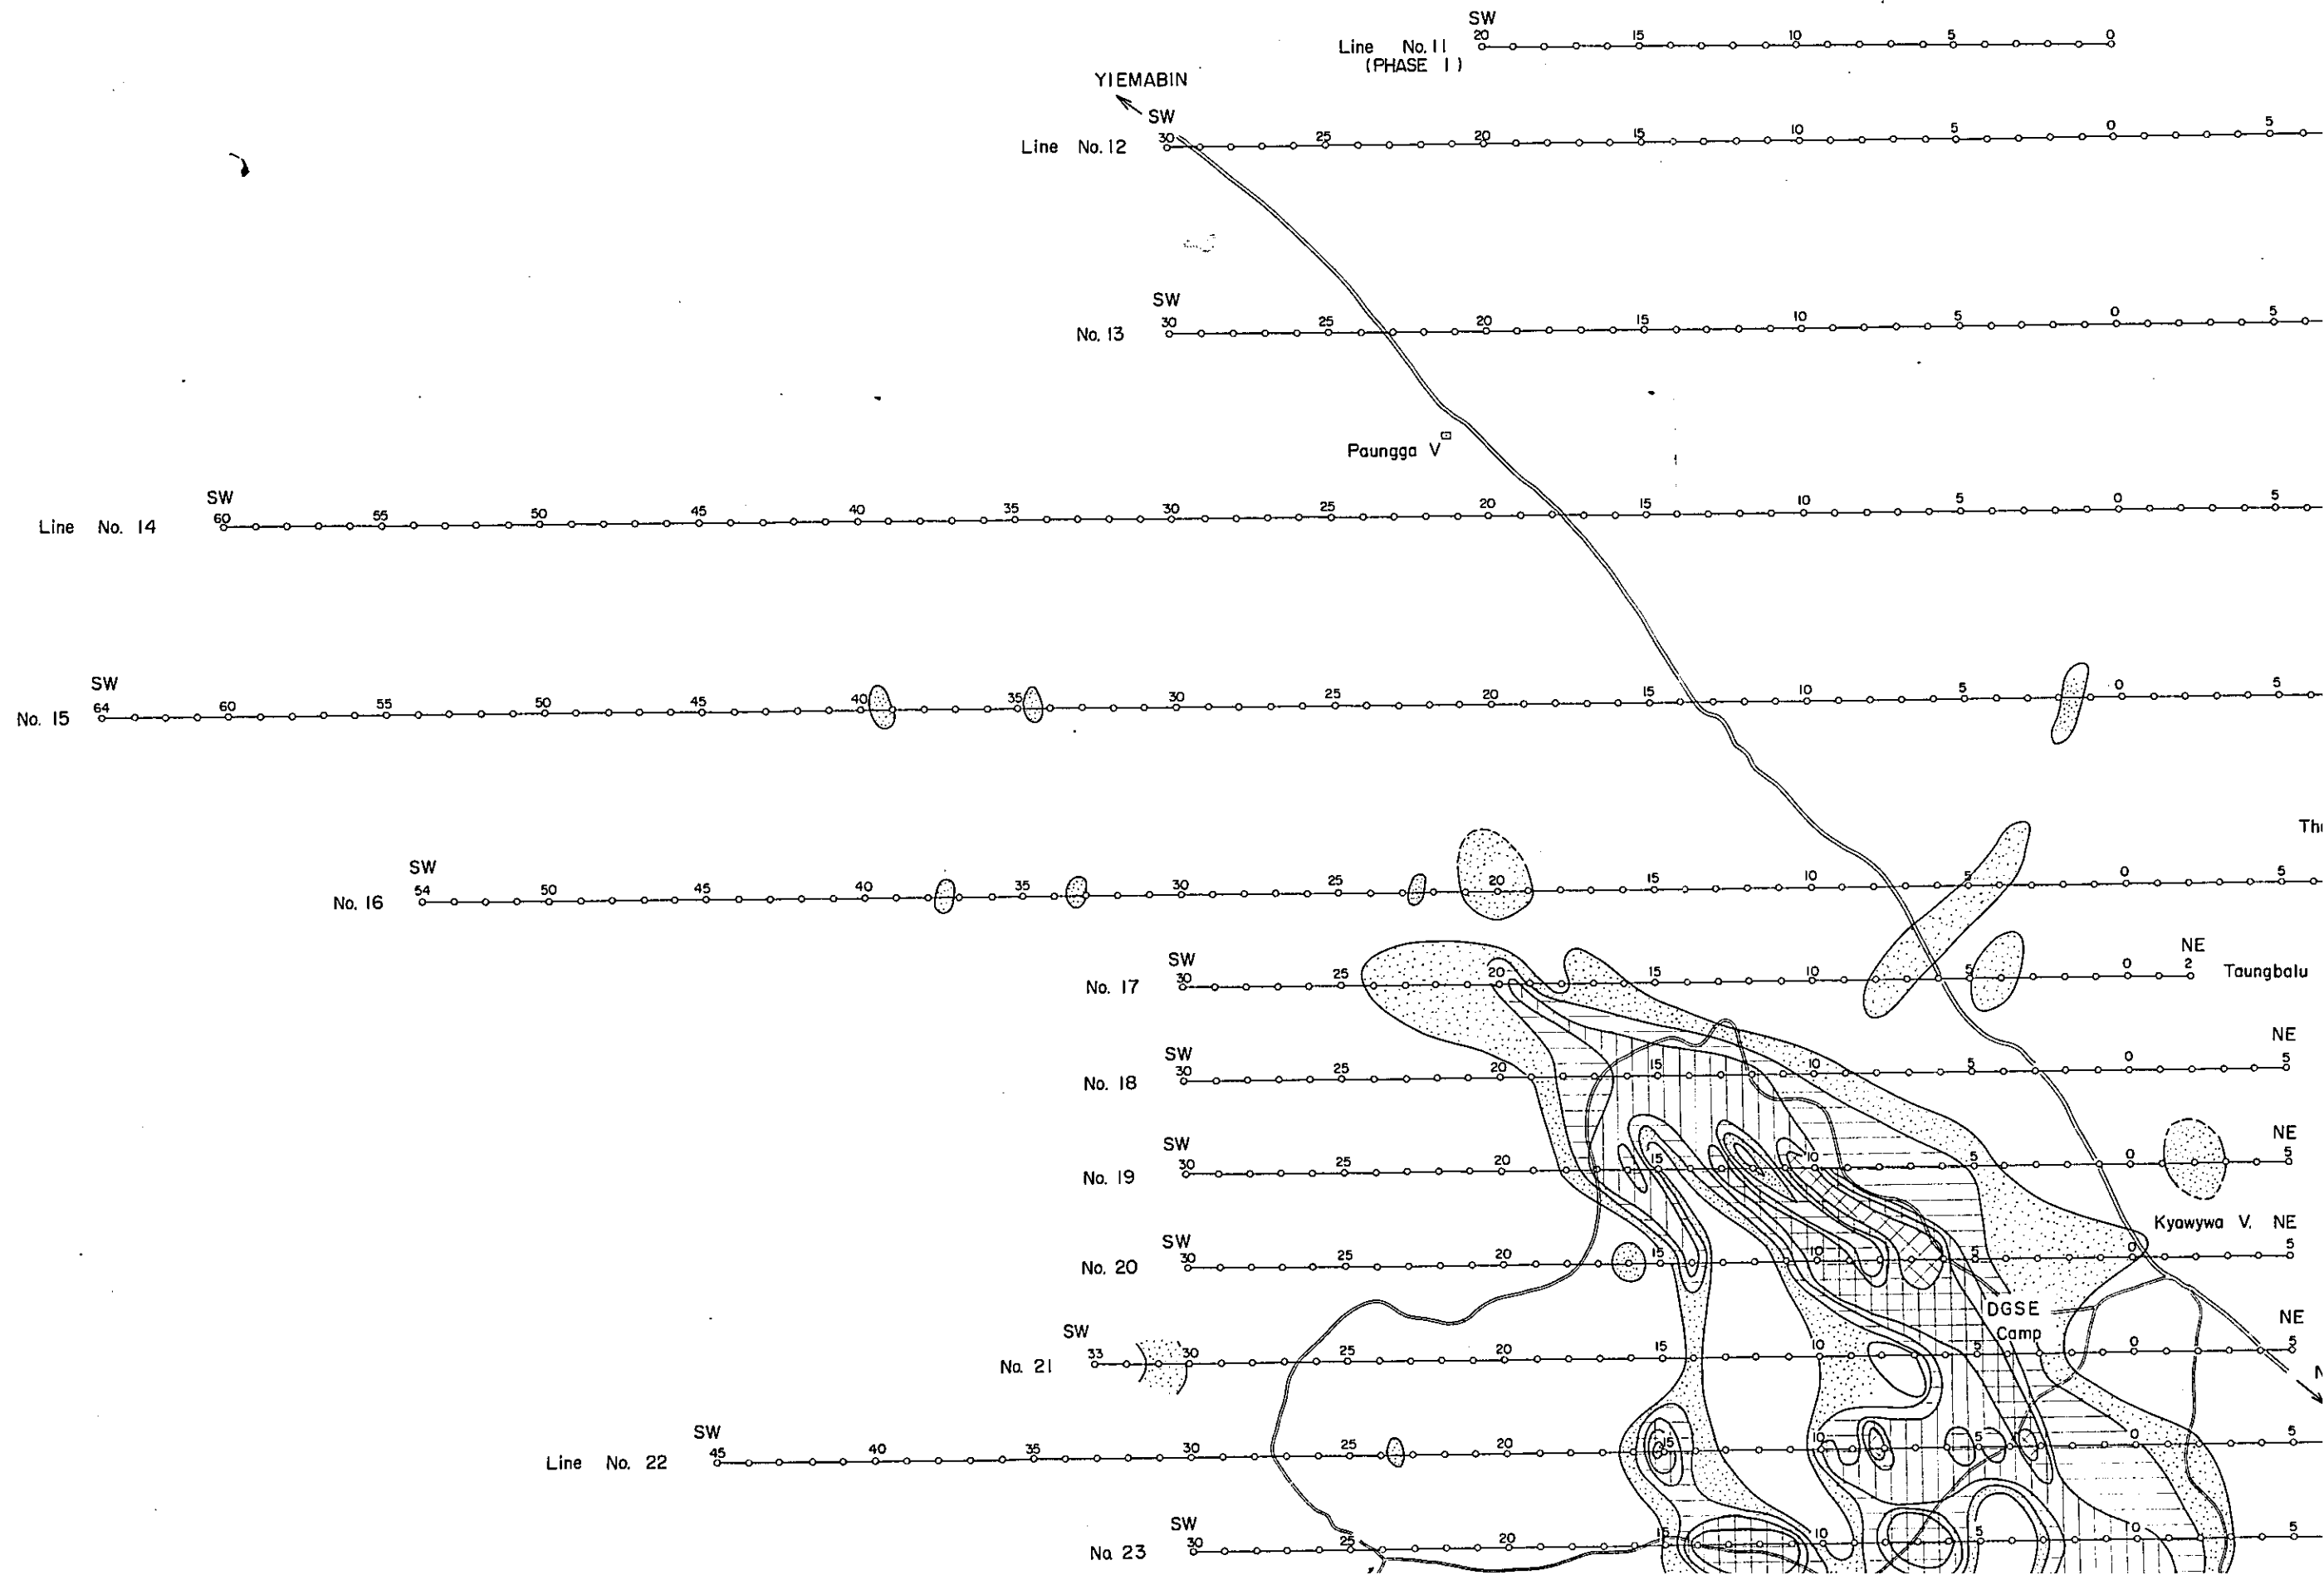 SW
20 15 10 5 0
Line No. 11
(PHASE 1)
YIEMABIN
SW
30 25 20 15 10 5 0 5
Line No. 12
SW
30 25 20 15 10 5 0 5
No. 13
Paungga V
SW
60 55 50 45 40 35 30 25 20 15 10 5 0 5
Line No. 14
SW
64 60 55 50 45 40 35 30 25 20 15 10 5 0 5
No. 15
SW
54 50 45 40 35 30 25 20 15 10 5 0 5
No. 16
SW NE
30 25 20 15 10 5 0 2
No. 17 Taungbalu
SW NE
30 25 20 15 10 5 0 5
No. 18
SW NE
30 25 20 15 10 5 0 5
No. 19
Kyawywa V. NE
SW
30 25 20 15 10 5 0 5
No. 20
DGSE
Camp
SW NE
33 30 25 20 15 10 5 0 5
No. 21
SW
45 40 35 30 25 20 15 10 5 0 5
Line No. 22
SW
30 25 20 15 10 5 0 5
No 23